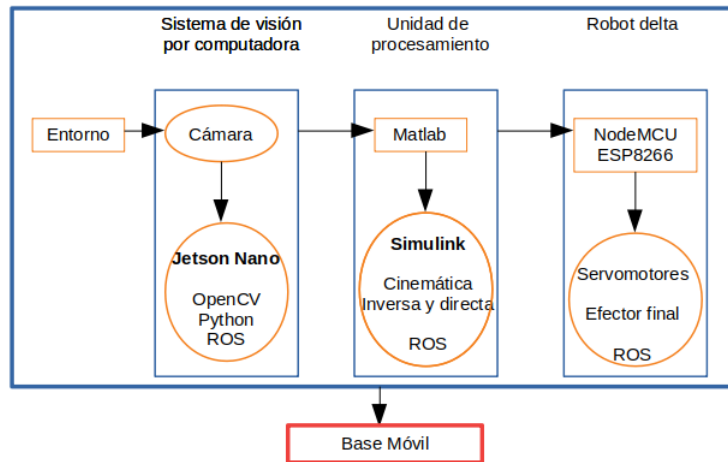 Sistema de visión
por computadora
Unidad de
procesamiento
Robot delta
Entorno
Cámara
Matlab
NodeMCU
ESP8266
Jetson Nano
OpenCV
Python
ROS
Simulink
Cinemática
Inversa y directa
ROS
Servomotores
Efector final
ROS
Base Móvil